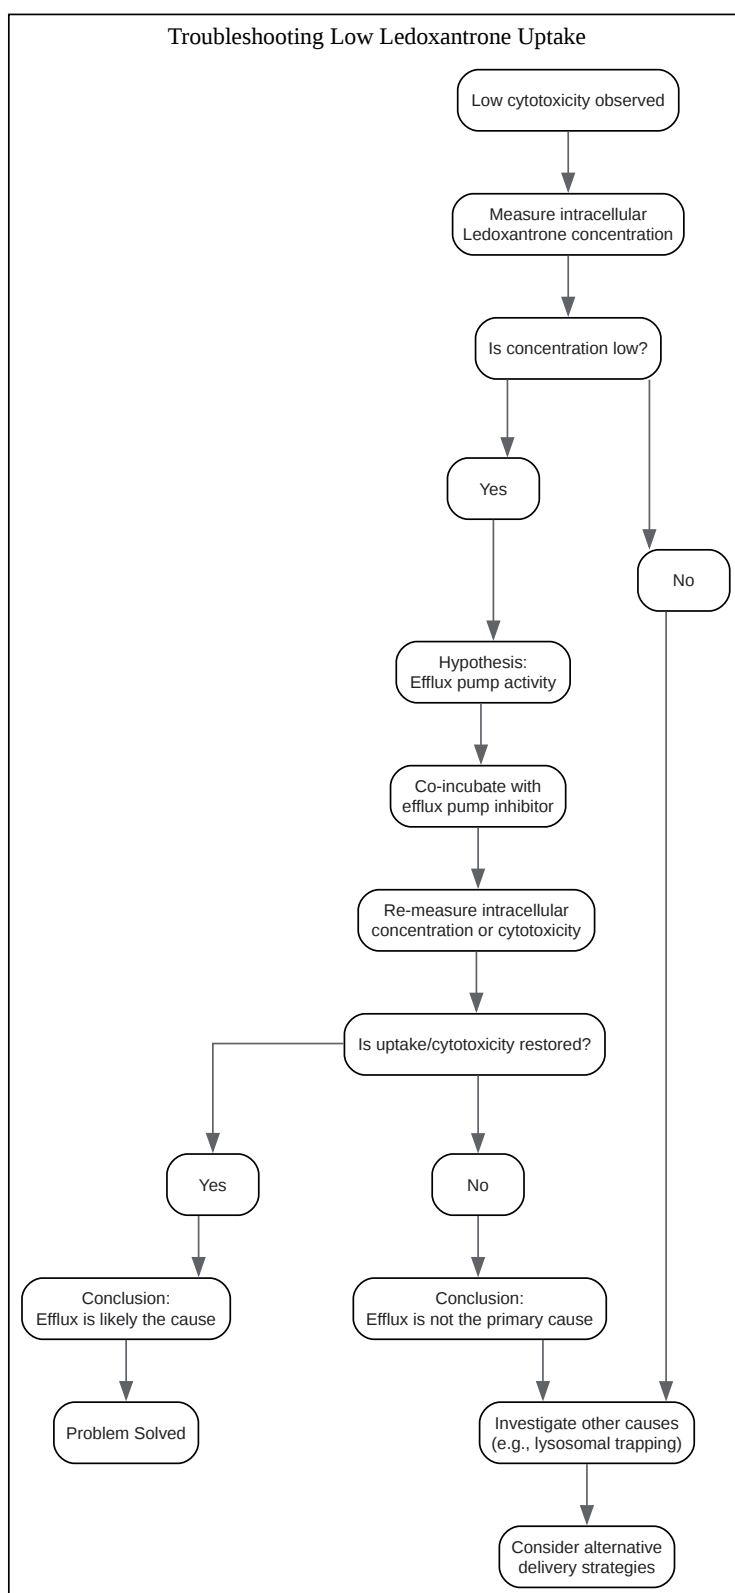 Troubleshooting Low Ledoxantrone Uptake
Low cytotoxicity observed
Measure intracellular
Ledoxantrone concentration
Is concentration low?
Yes
No
Hypothesis:
Efflux pump activity
Co-incubate with
efflux pump inhibitor
Re-measure intracellular
concentration or cytotoxicity
Is uptake/cytotoxicity restored?
Yes
No
Conclusion:
Efflux is likely the cause
Conclusion:
Efflux is not the primary cause
Problem Solved
Investigate other causes
(e.g., lysosomal trapping)
Consider alternative
delivery strategies